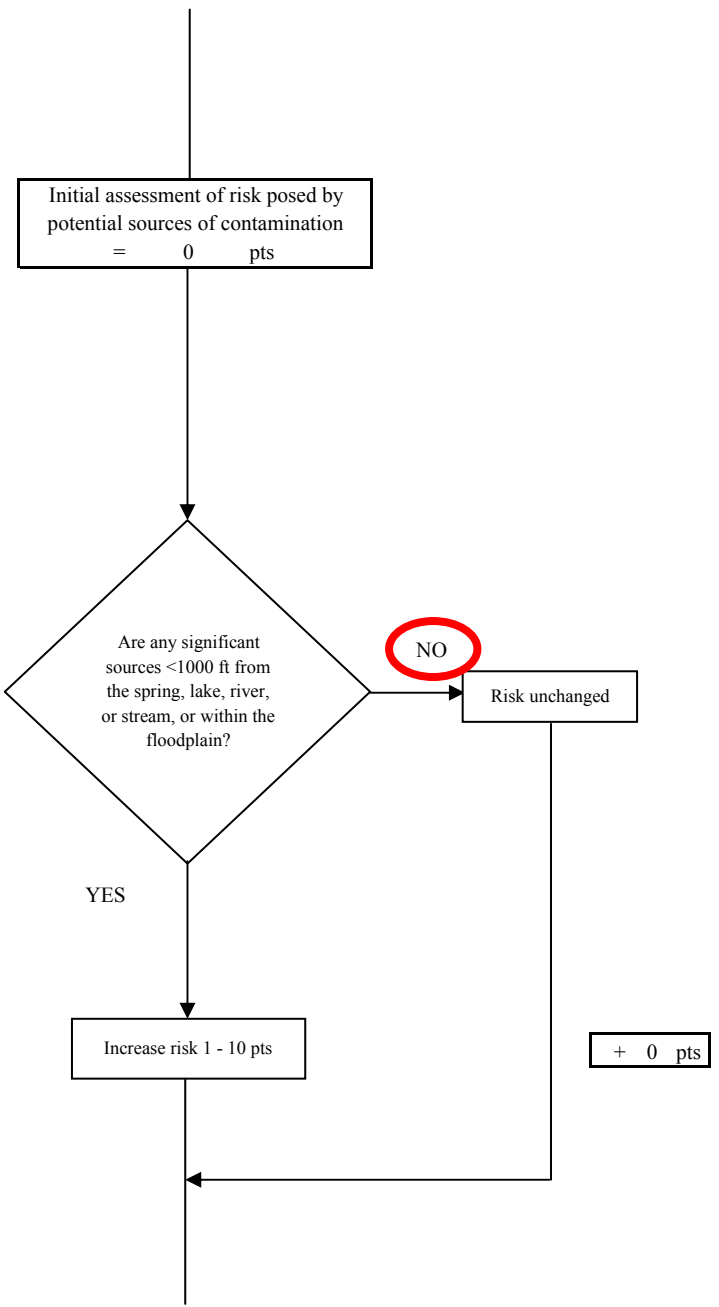 Initial assessment of risk posed by
potential sources of contamination
= 0 pts
Are any significant
sources <1000 ft from
the spring, lake, river,
or stream, or within the
floodplain?
NO
Risk unchanged
YES
Increase risk 1 - 10 pts
+ 0 pts